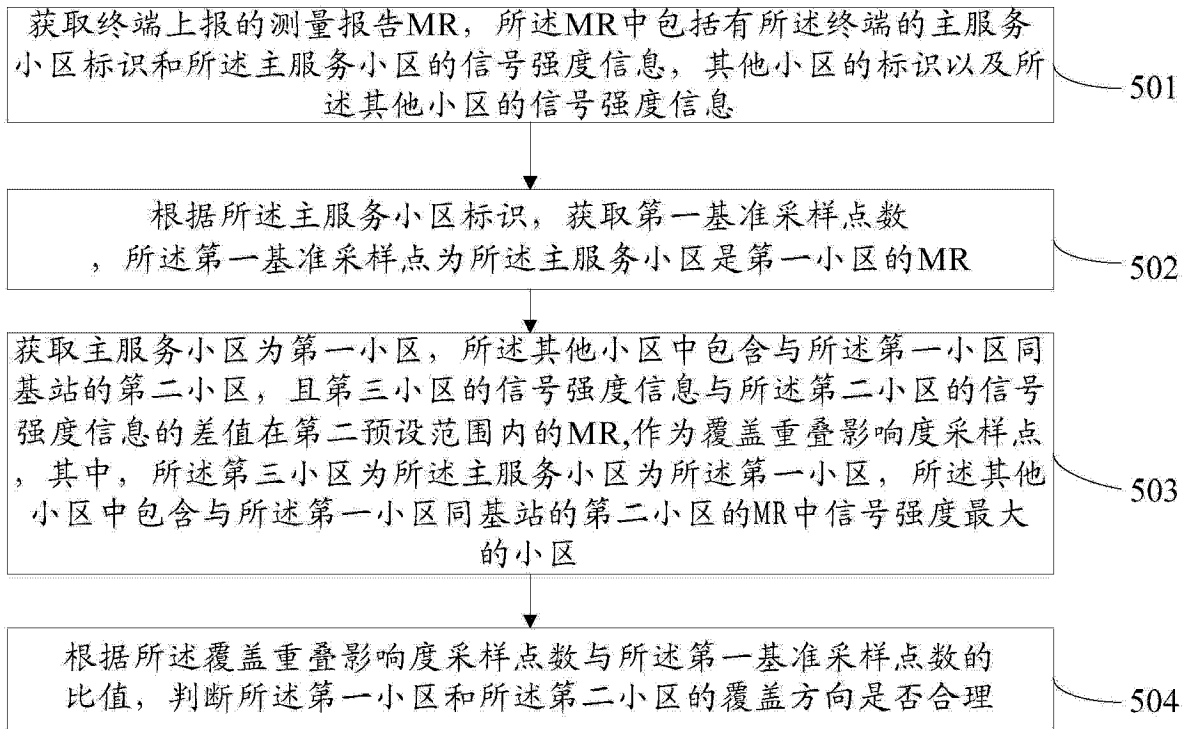 获取终端上报的测量报告MR，所述MR中包括有所述终端的主服务
小区标识和所述主服务小区的信号强度信息，其他小区的标识以及所
述其他小区的信号强度信息
501
根据所述主服务小区标识，获取第一基准采样点数
，所述第一基准采样点为所述主服务小区是第一小区的MR
502
获取主服务小区为第一小区，所述其他小区中包含与所述第一小区同
基站的第二小区，且第三小区的信号强度信息与所述第二小区的信号
强度信息的差值在第二预设范围内的MR,作为覆盖重叠影响度采样点
，其中，所述第三小区为所述主服务小区为所述第一小区，所述其他
小区中包含与所述第一小区同基站的第二小区的MR中信号强度最大
的小区
503
根据所述覆盖重叠影响度采样点数与所述第一基准采样点数的
比值，判断所述第一小区和所述第二小区的覆盖方向是否合理
504